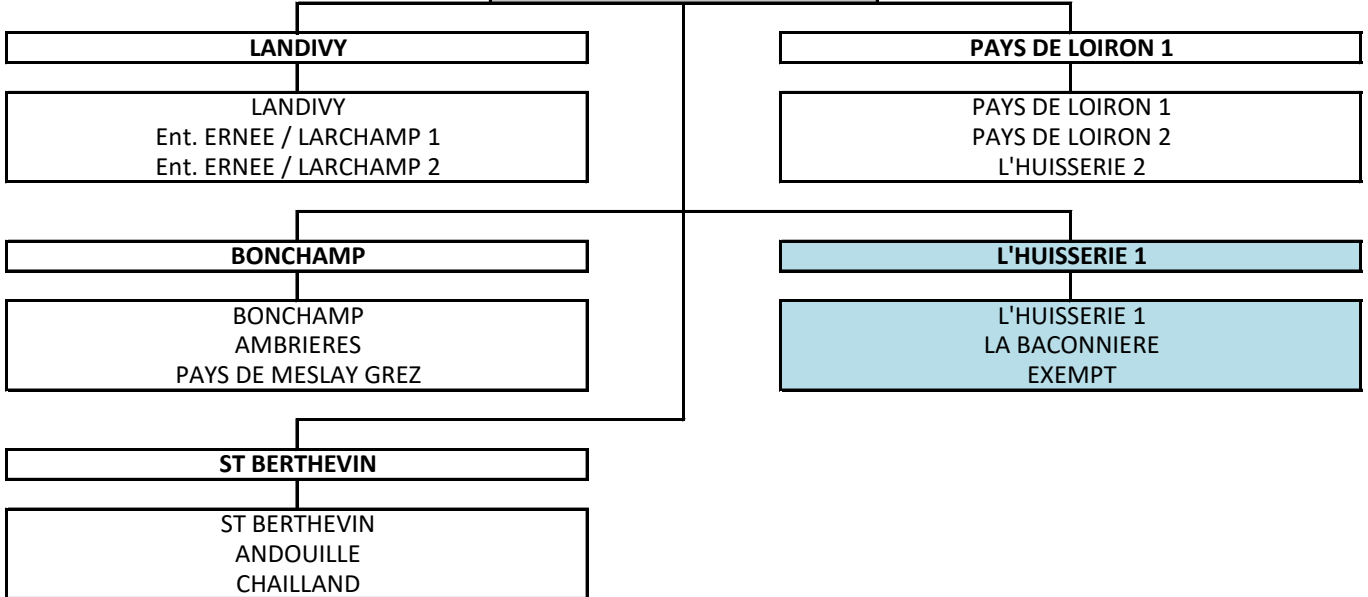 LANDIVY
LANDIVY
Ent. ERNEE / LARCHAMP 1
Ent. ERNEE / LARCHAMP 2
PAYS DE LOIRON 1
PAYS DE LOIRON 1
PAYS DE LOIRON 2
L'HUISSERIE 2
BONCHAMP
BONCHAMP
AMBRIERES
PAYS DE MESLAY GREZ
L'HUISSERIE 1
L'HUISSERIE 1
LA BACONNIERE
EXEMPT
ST BERTHEVIN
ST BERTHEVIN
ANDOUILLE
CHAILLAND